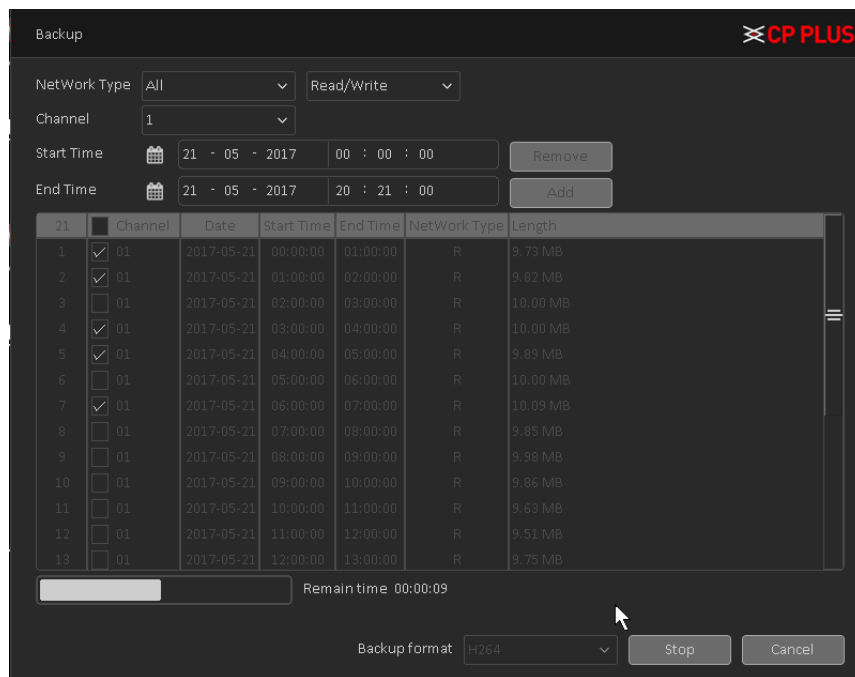 Backup CP PLUS
NetWork Type All Read/Write
Channel 1
Start Time 21 - 05 - 2017 00 : 00 : 00 Remove
End Time 21 - 05 - 2017 20 : 21 : 00 Add
21 Channel Date Start Time End Time NetWork Type Length
1 01 2017-05-21 00:00:00 01:00:00 R 9.73 MB
2 01 2017-05-21 01:00:00 02:00:00 R 9.82 MB
3 01 2017-05-21 02:00:00 03:00:00 R 10.00 MB
4 01 2017-05-21 03:00:00 04:00:00 R 10.00 MB
5 01 2017-05-21 04:00:00 05:00:00 R 9.89 MB
6 01 2017-05-21 05:00:00 06:00:00 R 10.00 MB
7 01 2017-05-21 06:00:00 07:00:00 R 10.09 MB
8 01 2017-05-21 07:00:00 08:00:00 R 9.85 MB
9 01 2017-05-21 08:00:00 09:00:00 R 9.98 MB
10 01 2017-05-21 09:00:00 10:00:00 R 9.86 MB
11 01 2017-05-21 10:00:00 11:00:00 R 9.63 MB
12 01 2017-05-21 11:00:00 12:00:00 R 9.51 MB
13 01 2017-05-21 12:00:00 13:00:00 R 9.75 MB
Remain time 00:00:09
Backup format H264 Stop Cancel